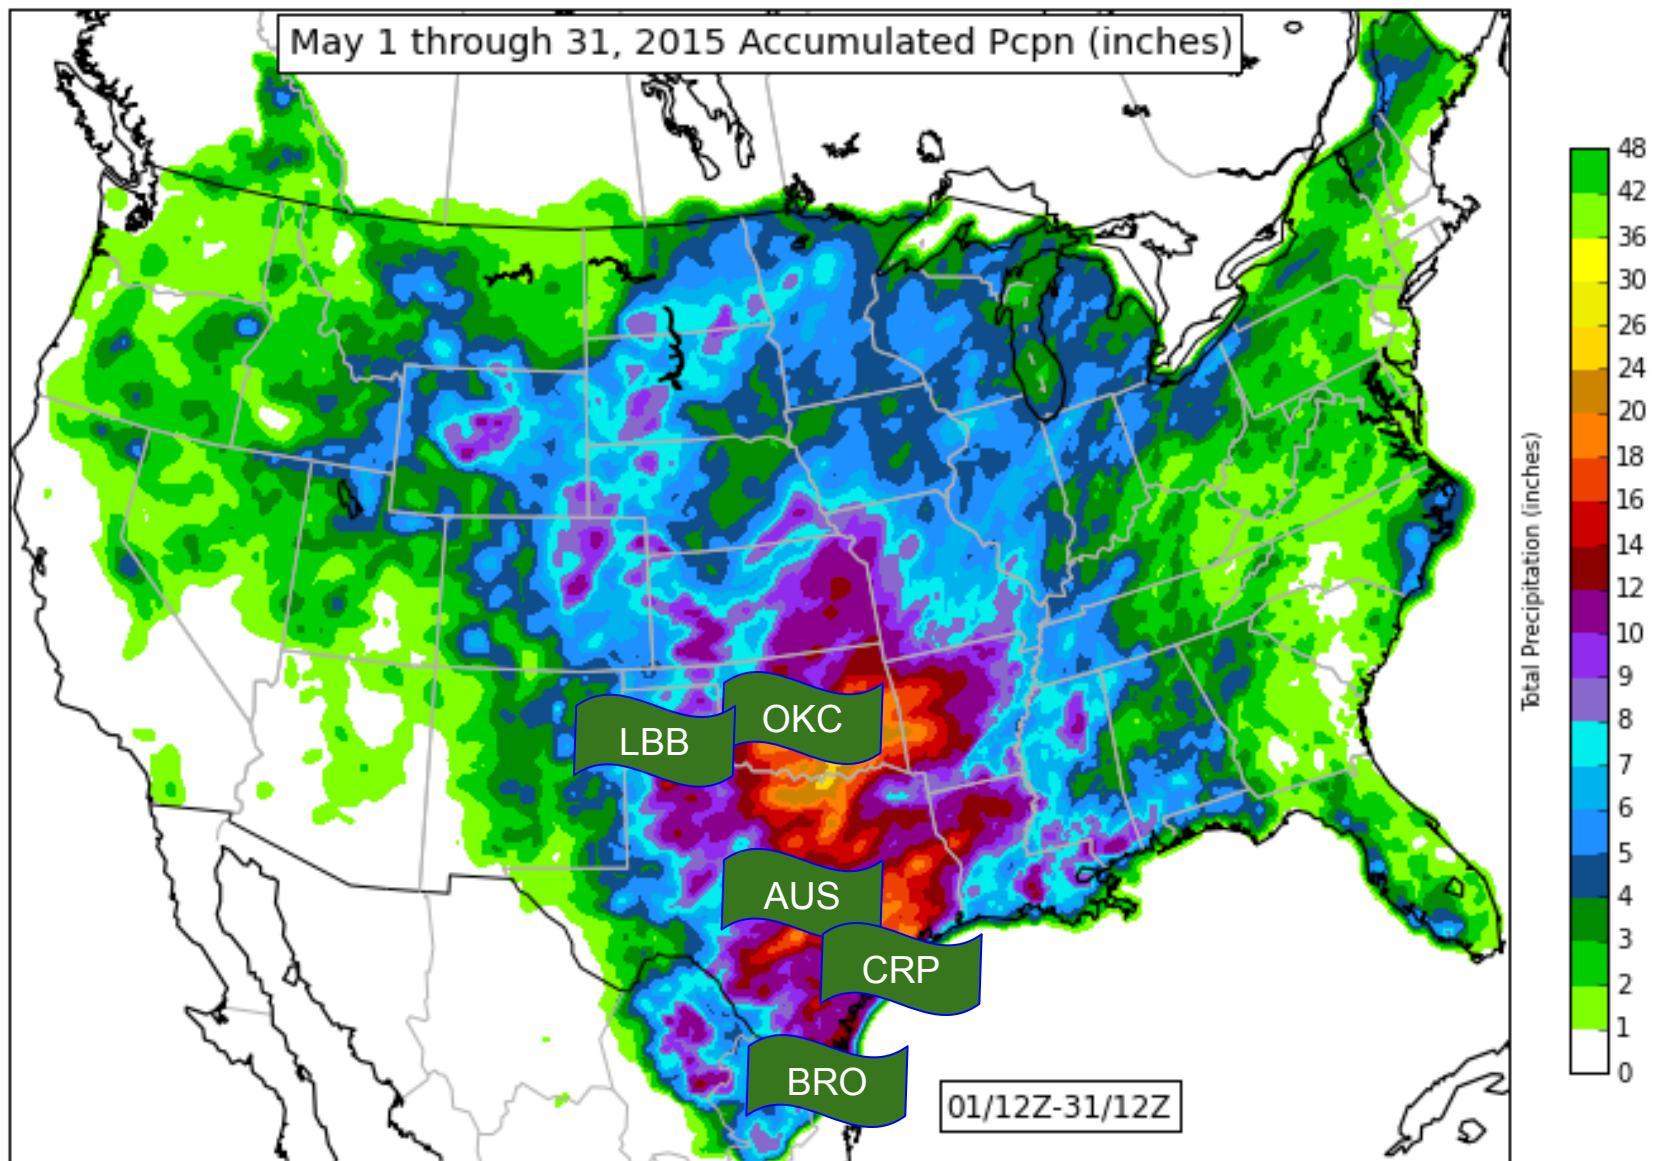 May 1 through 31, 2015 Accumulated Pcpn (inches)
48
42
36
30
26
24
20
18
16
14
12
10
9
8
7
6
5
4
3
2
1
0
Total Precipitation (inches)
OKC
LBB
AUS
CRP
BRO
01/12Z-31/12Z